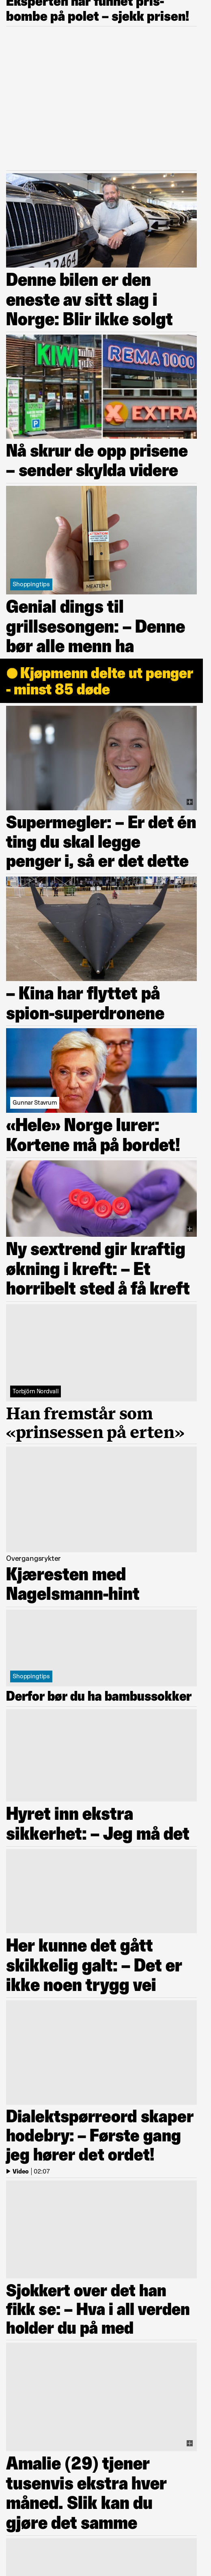 Eksperten har funnet pris-
bombe på polet – sjekk prisen!
Denne bilen er den
eneste av sitt slag i
Norge: Blir ikke solgt
KIWI
REMA 1000
X EXTRA
P
Nå skrur de opp prisene
– sender skylda videre
MEATER+
Shoppingtips
Genial dings til
grillsesongen: – Denne
bør alle menn ha
Kjøpmenn delte ut penger
- minst 85 døde
Supermegler: – Er det én
ting du skal legge
penger i, så er det dette
– Kina har flyttet på
spion-superdronene
Gunnar Stavrum
«Hele» Norge lurer:
Kortene må på bordet!
Ny sextrend gir kraftig
økning i kreft: – Et
horribelt sted å få kreft
Torbjörn Nordvall
Han fremstår som
«prinsessen på erten»
Overgangsrykter
Kjæresten med
Nagelsmann-hint
Shoppingtips
Derfor bør du ha bambussokker
Hyret inn ekstra
sikkerhet: – Jeg må det
Her kunne det gått
skikkelig galt: – Det er
ikke noen trygg vei
Dialektspørreord skaper
hodebry: – Første gang
jeg hører det ordet!
Video | 02:07
Sjokkert over det han
fikk se: – Hva i all verden
holder du på med
Amalie (29) tjener
tusenvis ekstra hver
måned. Slik kan du
gjøre det samme